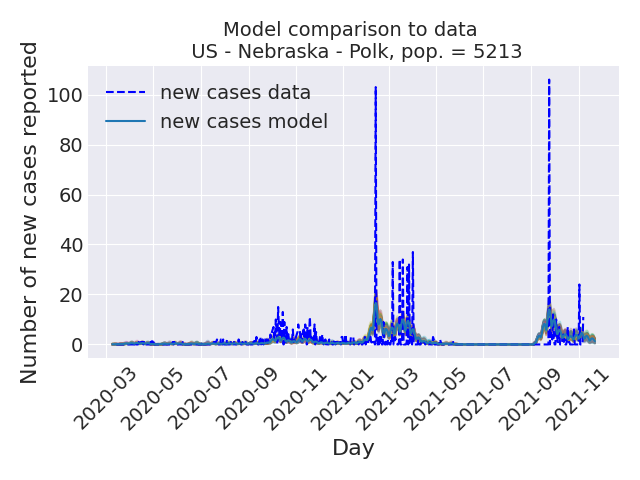 Model comparison to data
US - Nebraska - Polk, pop. = 5213
Number of new cases reported
100
80
60
40
20
0
new cases data
new cases model
2020-03
2020-05
2020-07
2020-09
2020-11
2021-01
2021-03
2021-05
2021-07
2021-09
2021-11
Day